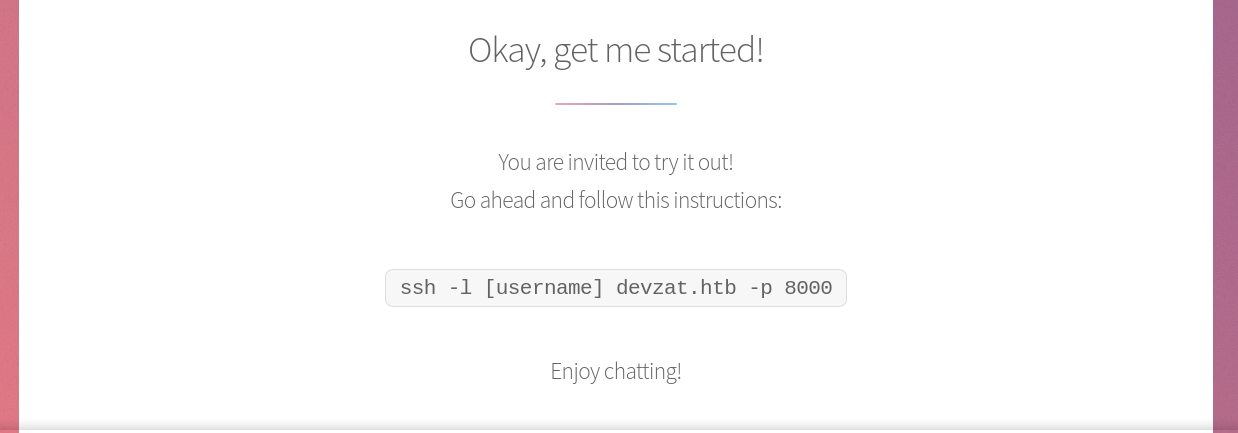 Okay, get me started!
You are invited to try it out!
Go ahead and follow this instructions:
ssh -l [username] devzat.htb -p 8000
Enjoy chatting!